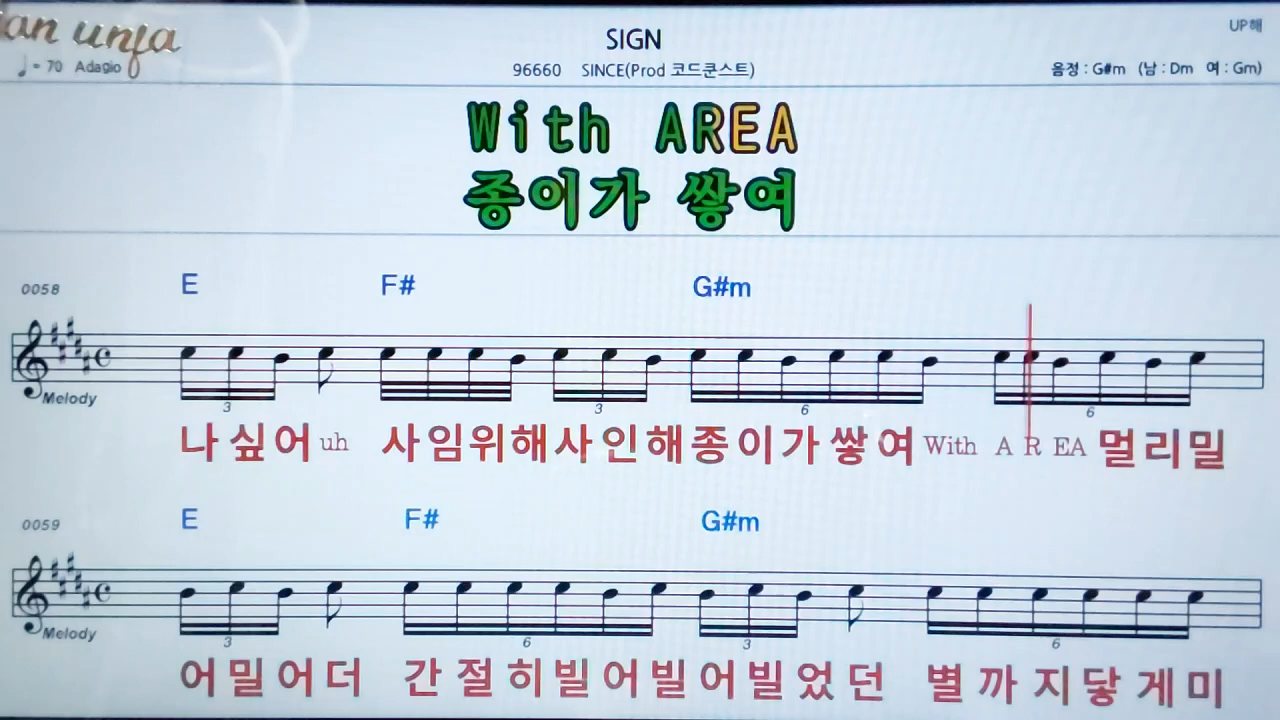 an unja
SIGN
UP해
♩= 70 Adagio
96660 SINCE(Prod 코드쿤스트)
음정 : G#m (남 : Dm 여 : Gm)
With AREA
종이가 쌓여
0058 E F# G#m
Melody
3 3 6 6
나싫어 uh 사임위해사인해종이가쌓여 With A R EA 멀리밀
0059 E F# G#m
Melody
3 6 3 6
어밀어더 간절히빌어빌어빌었던 별까지닿게미